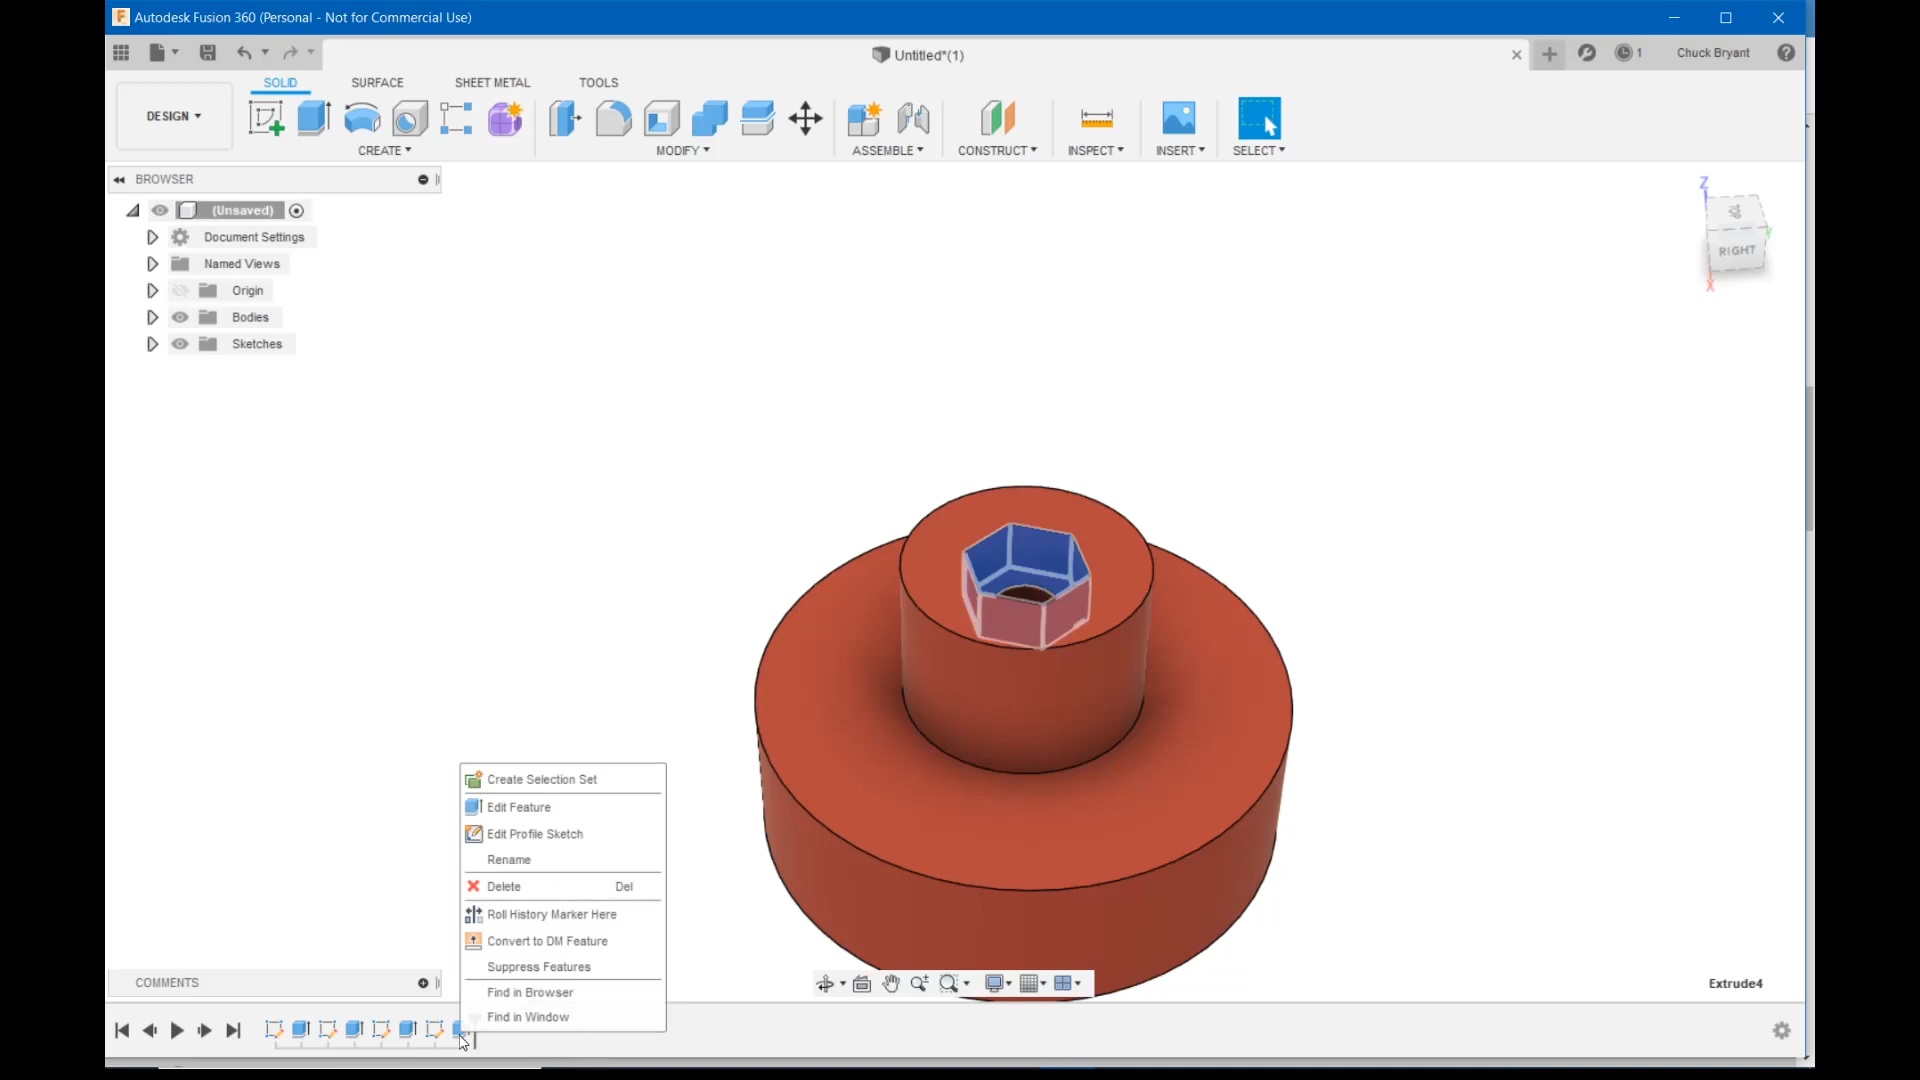 Autodesk Fusion 360 (Personal - Not for Commercial Use)
Untitled*(1)
1
Chuck Bryant
SOLID
SURFACE
SHEET METAL
TOOLS
DESIGN
CREATE
MODIFY
ASSEMBLE
CONSTRUCT
INSPECT
INSERT
SELECT
BROWSER
(Unsaved)
Document Settings
Named Views
Origin
Bodies
Sketches
Z
TOP
RIGHT
X
Create Selection Set
Edit Feature
Edit Profile Sketch
Rename
Delete Del
Roll History Marker Here
Convert to DM Feature
Suppress Features
Find in Browser
Find in Window
COMMENTS
Extrude4